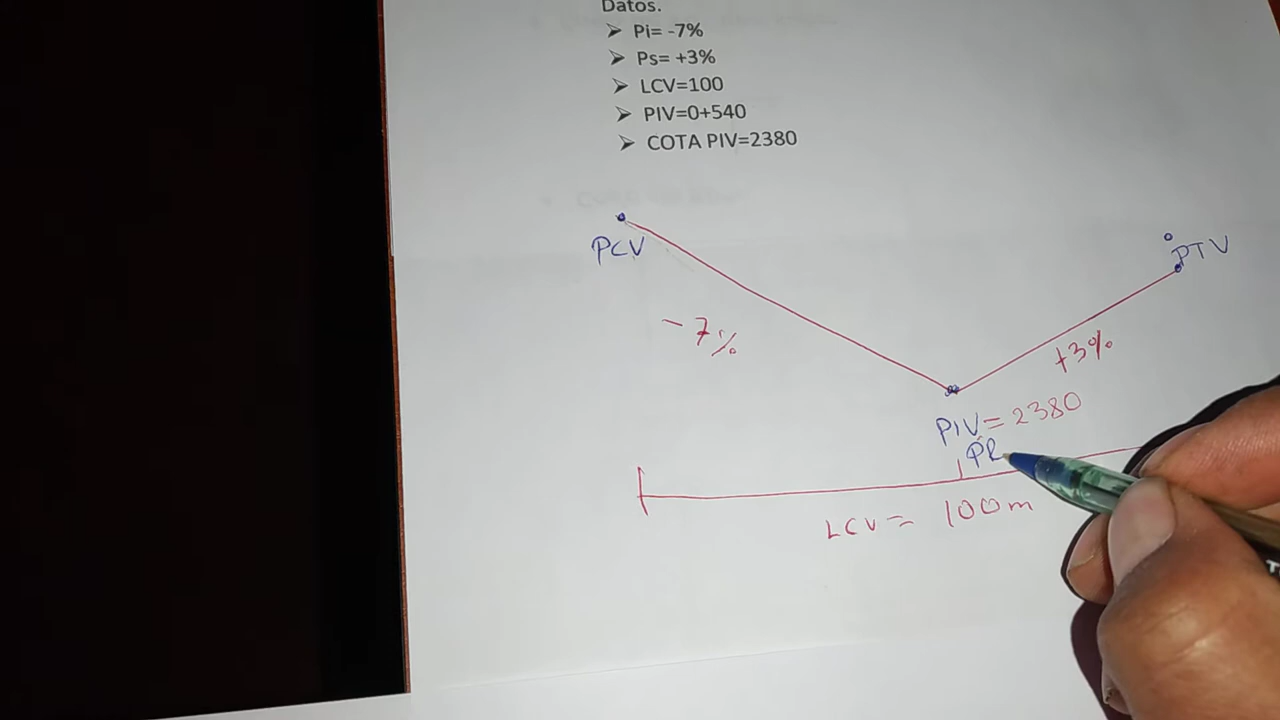 Datos.
➢ Pi= -7%
➢ Ps= +3%
➢ LCV=100
➢ PIV=0+540
➢ COTA PIV=2380
PCV
PTV
-7%
+3%
PIV=2380
PR
LCV= 100m